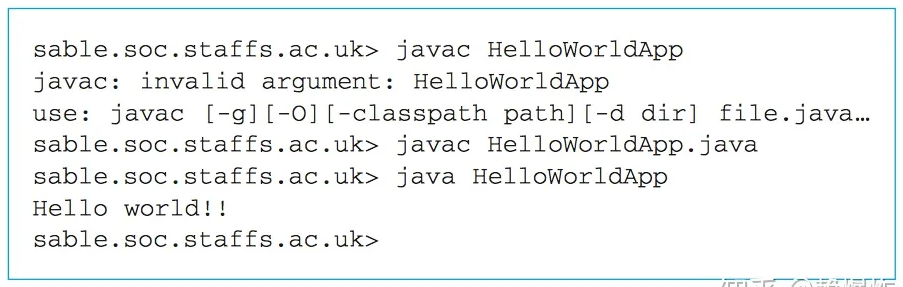 sable.soc.staffs.ac.uk> javac HelloWorldApp
javac: invalid argument: HelloWorldApp
use: javac [-g][-O][-classpath path][-d dir] file.java…
sable.soc.staffs.ac.uk> javac HelloWorldApp.java
sable.soc.staffs.ac.uk> java HelloWorldApp
Hello world!!
sable.soc.staffs.ac.uk>